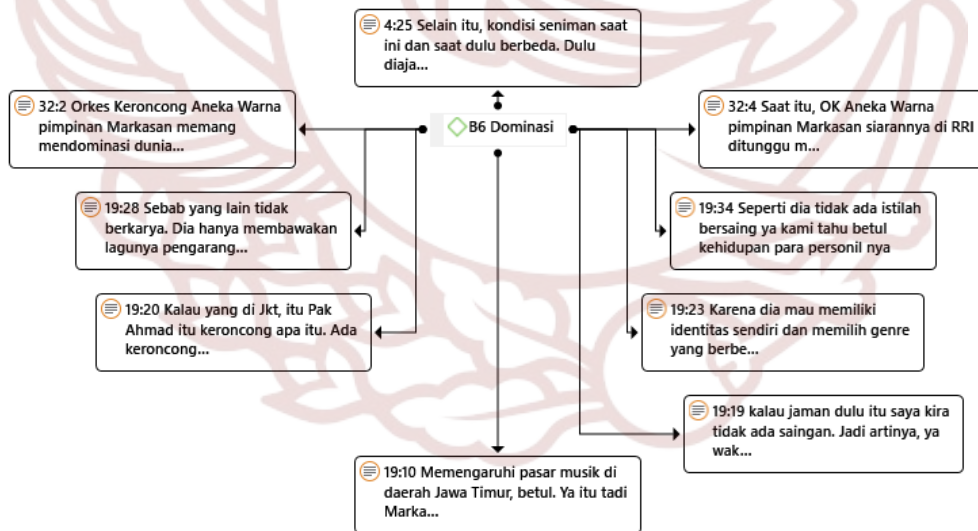 4:25 Selain itu, kondisi seniman saat
ini dan saat dulu berbeda. Dulu
diaja...
32:2 Orkes Keroncong Aneka Warna
pimpinan Markasan memang
mendominasi dunia...
B6 Dominasi
32:4 Saat itu, OK Aneka Warna
pimpinan Markasan siarannya di RRI
ditunggu m...
19:28 Sebab yang lain tidak
berkarya. Dia hanya membawakan
lagunya pengarang...
19:34 Seperti dia tidak ada istilah
bersaing ya kami tahu betul
kehidupan para personil nya
19:20 Kalau yang di Jkt, itu Pak
Ahmad itu keroncong apa itu. Ada
keroncong...
19:23 Karena dia mau memiliki
identitas sendiri dan memilih genre
yang berbe...
19:19 kalau jaman dulu itu saya kira
tidak ada saingan. Jadi artinya, ya
wak...
19:10 Memengaruhi pasar musik di
daerah Jawa Timur, betul. Ya itu tadi
Marka...